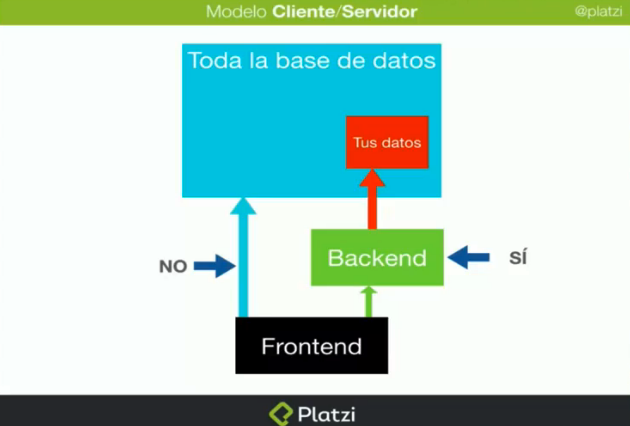 Modelo Cliente/Servidor
@platzi
Toda la base de datos
Tus datos
Backend
NO
SÍ
Frontend
Platzi